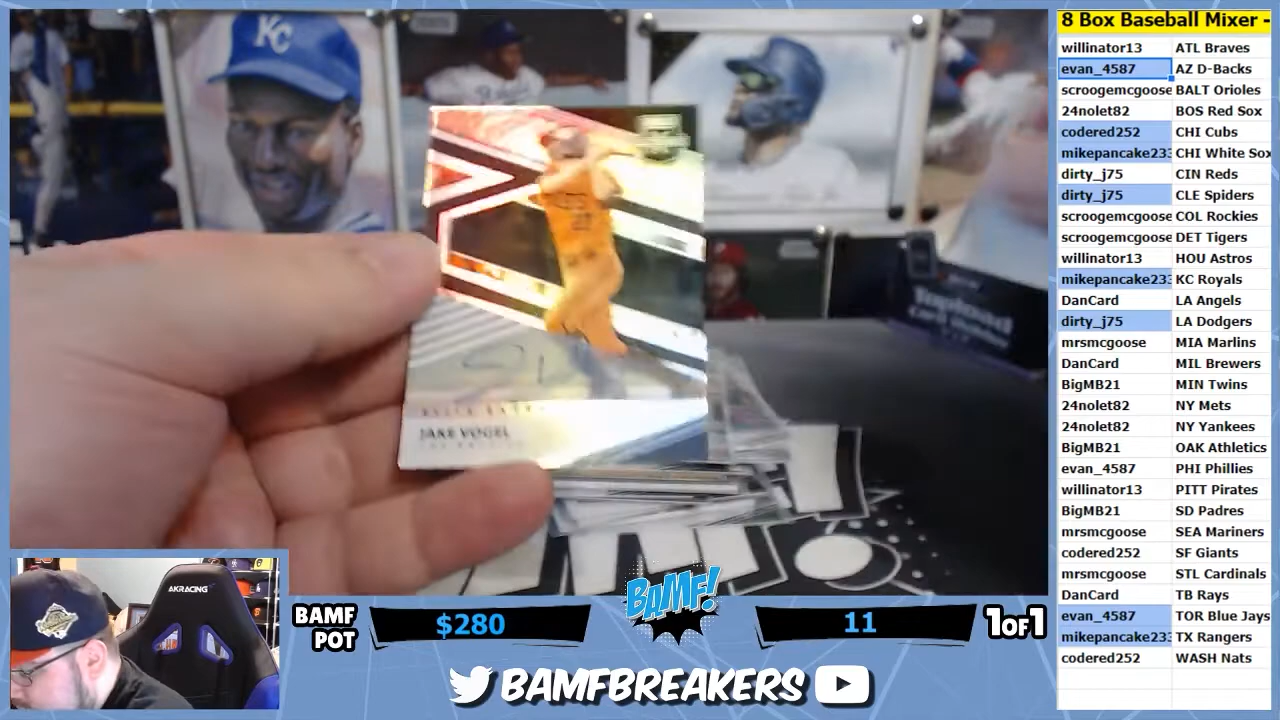 8 Box Baseball Mixer -
willinator13 ATL Braves
evan_4587 AZ D-Backs
scroogemcgoose BALT Orioles
24nolet82 BOS Red Sox
codered252 CHI Cubs
mikepancake233 CHI White Sox
dirty_j75 CIN Reds
dirty_j75 CLE Spiders
scroogemcgoose COL Rockies
scroogemcgoose DET Tigers
willinator13 HOU Astros
mikepancake233 KC Royals
DanCard LA Angels
dirty_j75 LA Dodgers
mrsmcgoose MIA Marlins
DanCard MIL Brewers
BigMB21 MIN Twins
24nolet82 NY Mets
24nolet82 NY Yankees
BigMB21 OAK Athletics
evan_4587 PHI Phillies
willinator13 PITT Pirates
BigMB21 SD Padres
mrsmcgoose SEA Mariners
codered252 SF Giants
mrsmcgoose STL Cardinals
DanCard TB Rays
evan_4587 TOR Blue Jays
mikepancake233 TX Rangers
codered252 WASH Nats
KC
Topload
JAKE VOGEL
AKRACING
BAMF
POT
$280
BAMF!
11
1 OF 1
BAMFBREAKERS